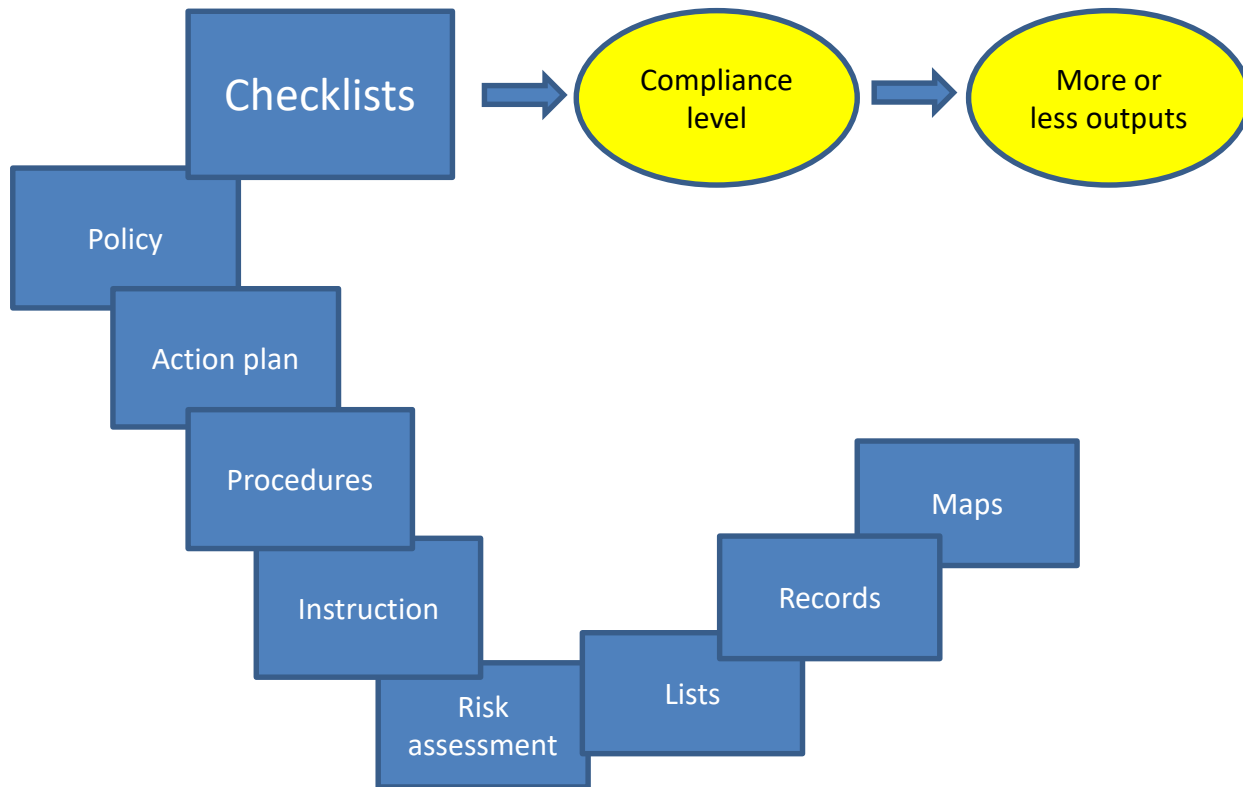 Checklists
Compliance
level
More or
less outputs
Policy
Action plan
Procedures
Instruction
Risk
assessment
Lists
Records
Maps